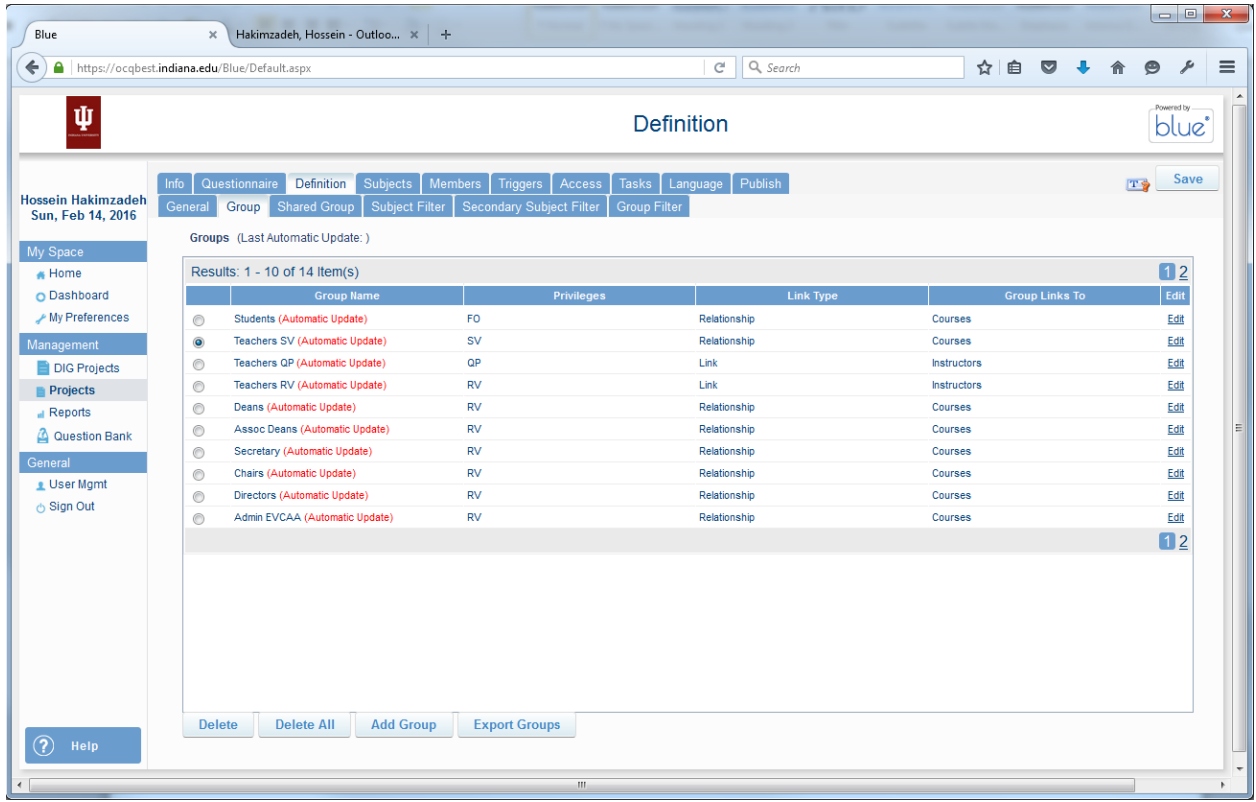 Blue
Hakimzadeh, Hossein - Outloo...
https://ocqbest.indiana.edu/Blue/Default.aspx
Search
Definition
Powered by
blue
Hossein Hakimzadeh
Sun, Feb 14, 2016
Info Questionnaire Definition Subjects Members Triggers Access Tasks Language Publish
Save
General Group Shared Group Subject Filter Secondary Subject Filter Group Filter
Groups (Last Automatic Update: )
My Space
Home
Dashboard
My Preferences
Management
DIG Projects
Projects
Reports
Question Bank
General
User Mgmt
Sign Out
Results: 1 - 10 of 14 Item(s) 1 2
Group Name Privileges Link Type Group Links To Edit
Students (Automatic Update) FO Relationship Courses Edit
Teachers SV (Automatic Update) SV Relationship Courses Edit
Teachers QP (Automatic Update) QP Link Instructors Edit
Teachers RV (Automatic Update) RV Link Instructors Edit
Deans (Automatic Update) RV Relationship Courses Edit
Assoc Deans (Automatic Update) RV Relationship Courses Edit
Secretary (Automatic Update) RV Relationship Courses Edit
Chairs (Automatic Update) RV Relationship Courses Edit
Directors (Automatic Update) RV Relationship Courses Edit
Admin EVCAA (Automatic Update) RV Relationship Courses Edit
1 2
Delete Delete All Add Group Export Groups
? Help